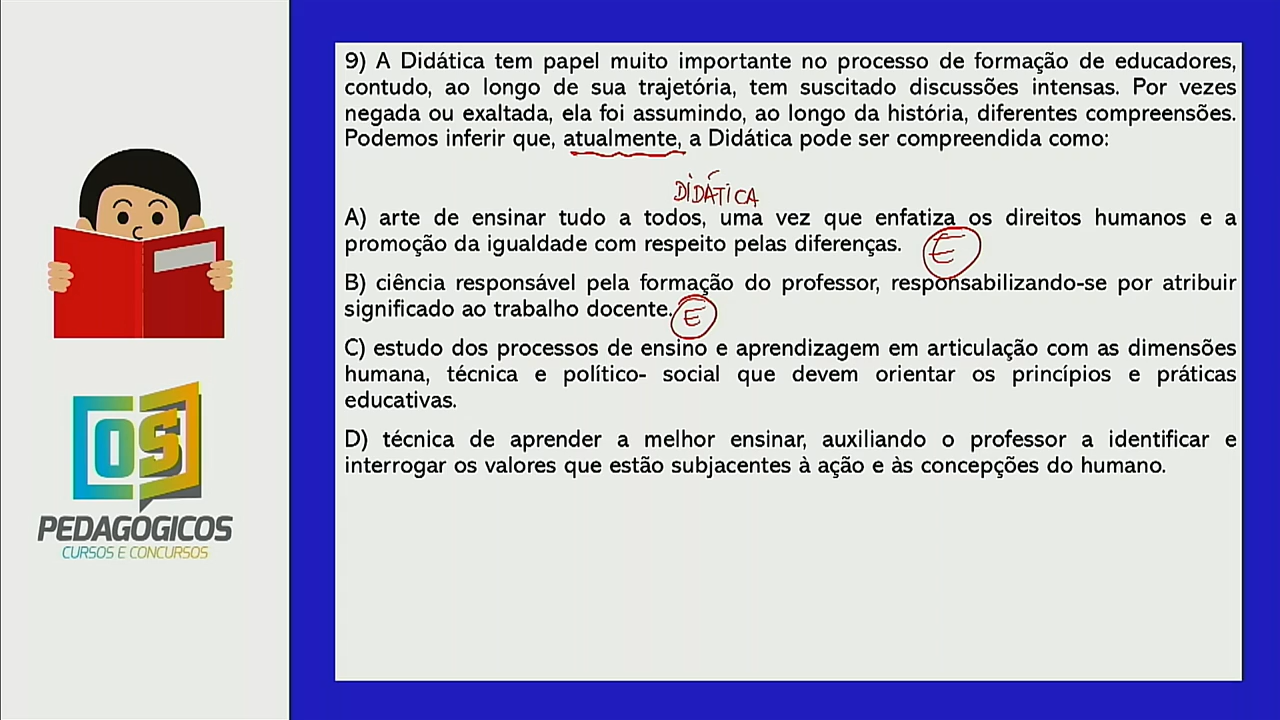 9) A Didática tem papel muito importante no processo de formação de educadores,
contudo, ao longo de sua trajetória, tem suscitado discussões intensas. Por vezes
negada ou exaltada, ela foi assumindo, ao longo da história, diferentes compreensões.
Podemos inferir que, atualmente, a Didática pode ser compreendida como:
DIDÁTICA
A) arte de ensinar tudo a todos, uma vez que enfatiza os direitos humanos e a
promoção da igualdade com respeito pelas diferenças.
E
B) ciência responsável pela formação do professor, responsabilizando-se por atribuir
significado ao trabalho docente.
E
C) estudo dos processos de ensino e aprendizagem em articulação com as dimensões
humana, técnica e político- social que devem orientar os princípios e práticas
educativas.
D) técnica de aprender a melhor ensinar, auxiliando o professor a identificar e
interrogar os valores que estão subjacentes à ação e às concepções do humano.
OS
PEDAGÓGICOS
CURSOS E CONCURSOS